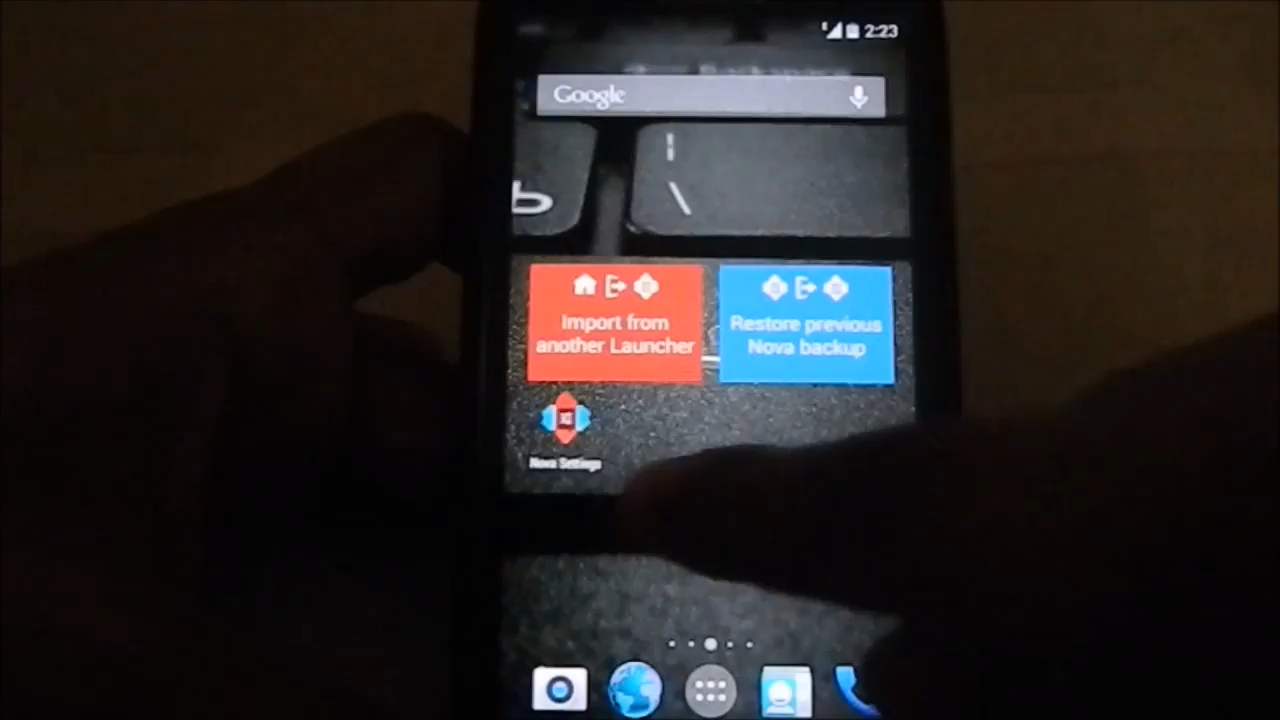 2:23
Google
Ь
\
Import from
another Launcher
Restore previous
Nova backup
Nova Settings